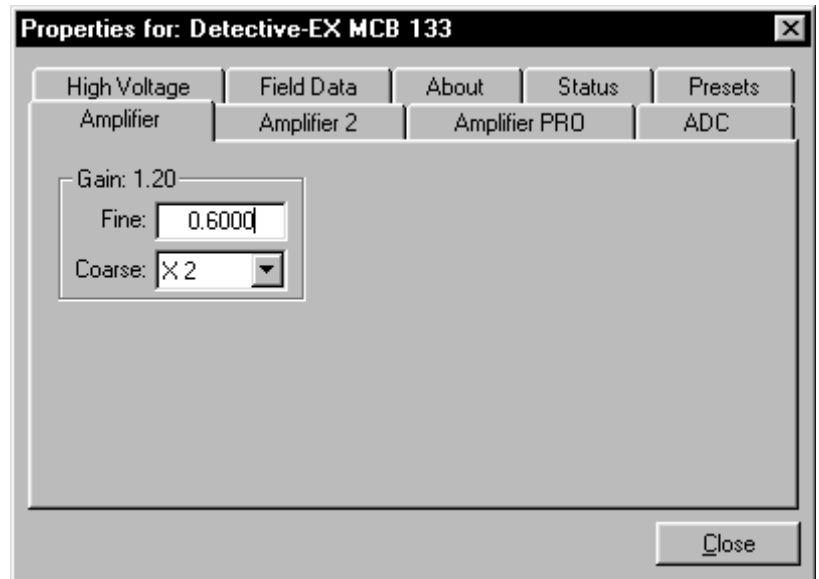 Properties for: Detective-EX MCB 133
High Voltage Field Data About Status Presets
Amplifier Amplifier 2 Amplifier PRO ADC
Gain: 1.20
Fine: 0.6000
Coarse: X 2
Close